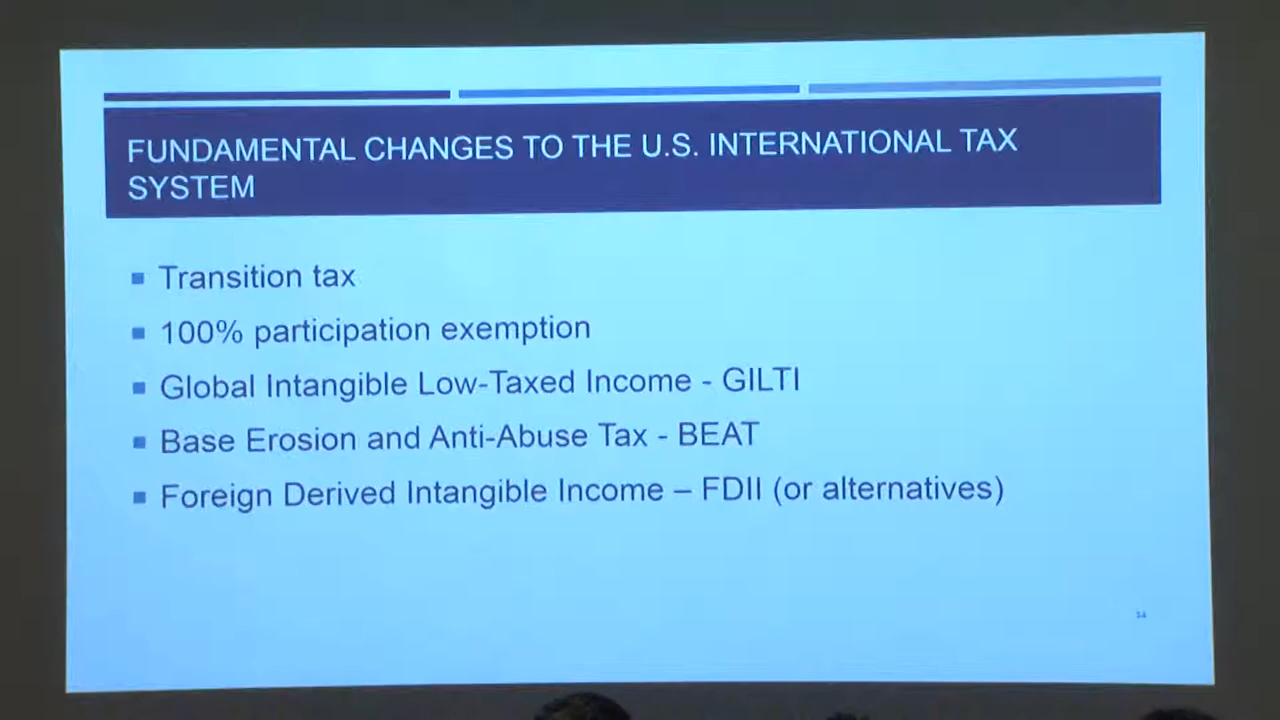 FUNDAMENTAL CHANGES TO THE U.S. INTERNATIONAL TAX
SYSTEM
Transition tax
100% participation exemption
Global Intangible Low-Taxed Income - GILTI
Base Erosion and Anti-Abuse Tax - BEAT
Foreign Derived Intangible Income – FDII (or alternatives)